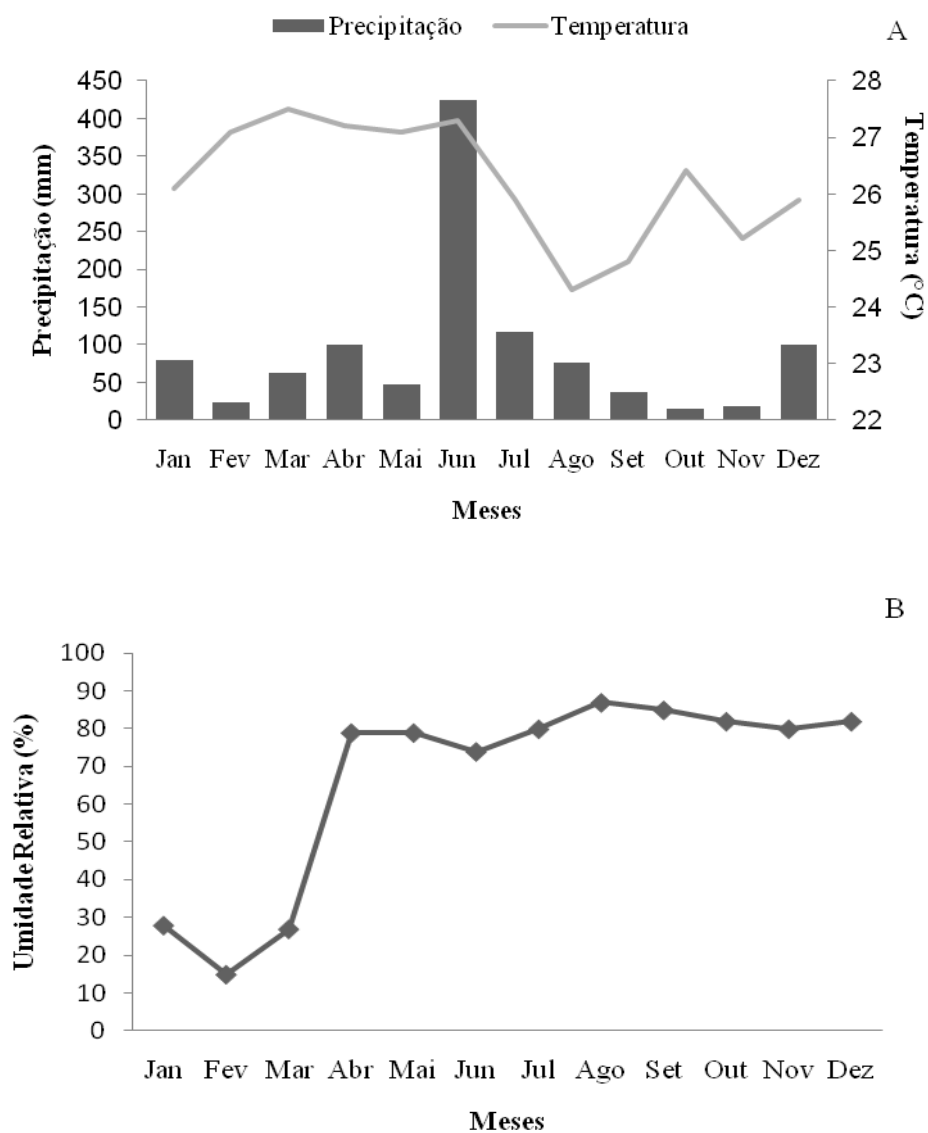 Precipitação Temperatura
A
Precipitação (mm)
450
400
350
300
250
200
150
100
50
0
28
27
26
25
24
23
22
Temperatura (°C)
Jan Fev Mar Abr Mai Jun Jul Ago Set Out Nov Dez
Meses
B
Umidade Relativa (%)
100
90
80
70
60
50
40
30
20
10
0
Jan Fev Mar Abr Mai Jun Jul Ago Set Out Nov Dez
Meses